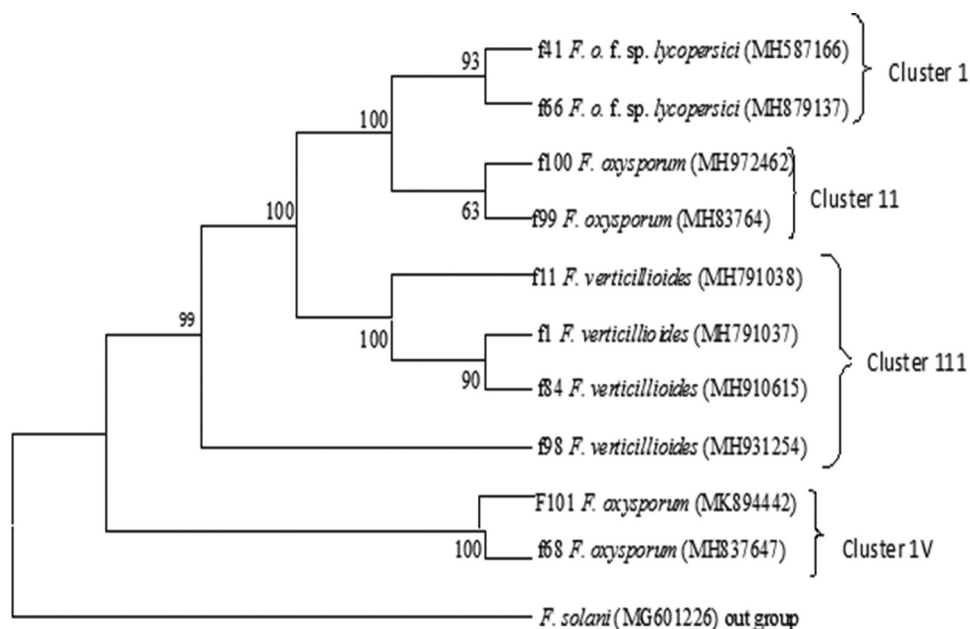 f41 F. o. f. sp. lycopersici (MH587166)
93
Cluster 1
f66 F. o. f. sp. lycopersici (MH879137)
100
f100 F. oxysporum (MH972462)
Cluster 11
100
63
f99 F. oxysporum (MH83764)
f11 F. verticillioides (MH791038)
99
100
f1 F. verticillioides (MH791037)
Cluster 111
90
f84 F. verticillioides (MH910615)
f98 F. verticillioides (MH931254)
F101 F. oxysporum (MK894442)
100
f68 F. oxysporum (MH837647)
Cluster 1V
F. solani (MG601226) out group